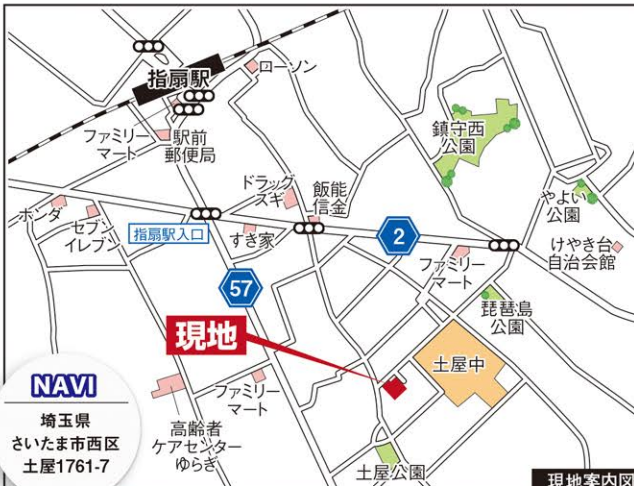 指扇駅
ローソン
ファミリー
マート
駅前
郵便局
鎮守西
公園
ドラッグ
スギ
飯能
信金
やよい
公園
ホンダ
セブン
イレブン
指扇駅入口
すき家
2
ファミリー
マート
けやき台
自治会館
57
琵琶島
公園
現地
土屋中
NAVI
埼玉県
さいたま市西区
土屋1761-7
ファミリー
マート
高齢者
ケアセンター
ゆらぎ
土屋公園
現地案内図